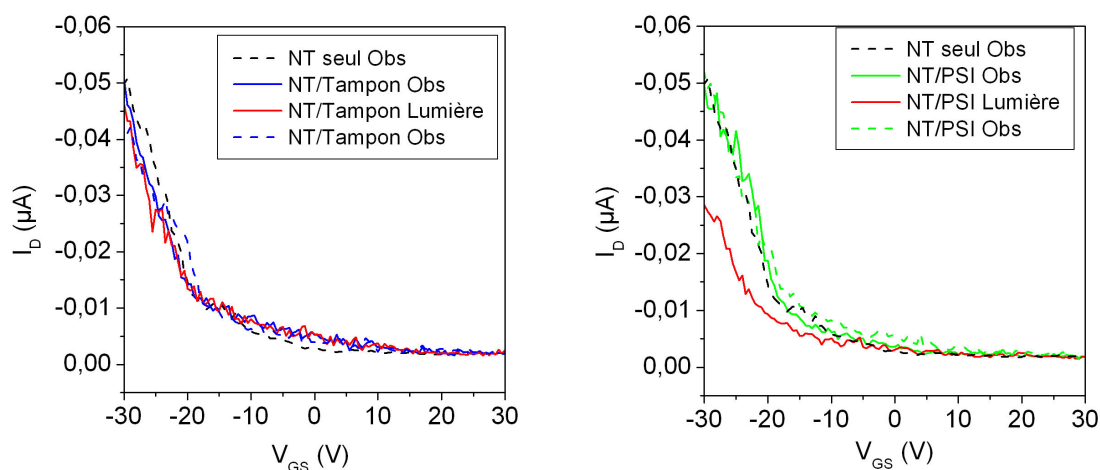 -0,06
-0,05
-0,04
-0,03
-0,02
-0,01
0,00
I_D (µA)
NT seul Obs
NT/Tampon Obs
NT/Tampon Lumière
NT/Tampon Obs
-30 -20 -10 0 10 20 30
V_GS (V)
-0,06
-0,05
-0,04
-0,03
-0,02
-0,01
0,00
I_D (µA)
NT seul Obs
NT/PSI Obs
NT/PSI Lumière
NT/PSI Obs
-30 -20 -10 0 10 20 30
V_GS (V)